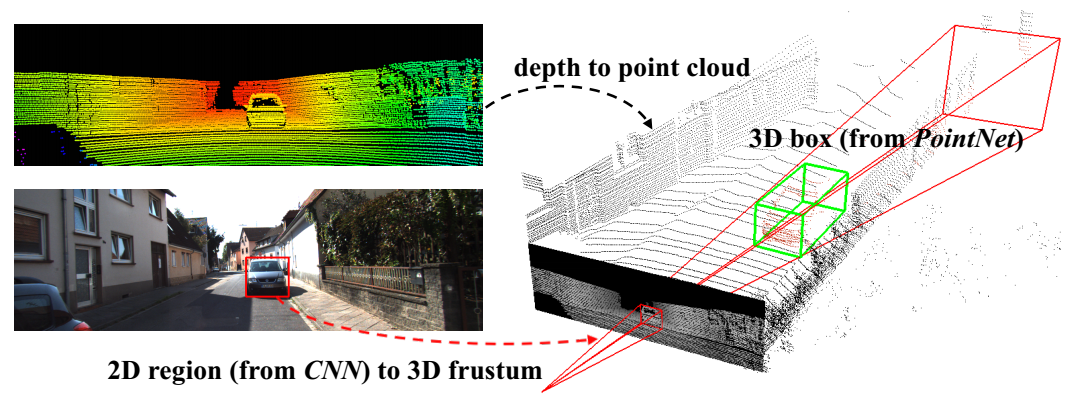 depth to point cloud
3D box (from PointNet)
2D region (from CNN) to 3D frustum